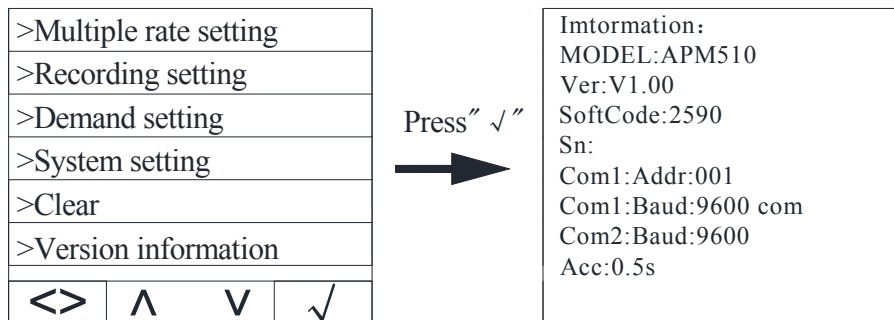 >Multiple rate setting
>Recording setting
>Demand setting
>System setting
>Clear
>Version information
<> ∧ ∨ √
Press″√″
Imtormation：
MODEL:APM510
Ver:V1.00
SoftCode:2590
Sn:
Com1:Addr:001
Com1:Baud:9600 com
Com2:Baud:9600
Acc:0.5s